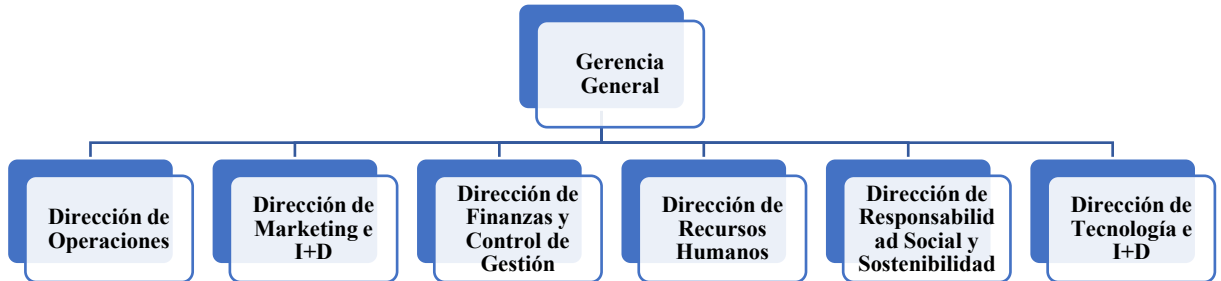 Gerencia
General
Dirección de
Operaciones
Dirección de
Marketing e
I+D
Dirección de
Finanzas y
Control de
Gestión
Dirección de
Recursos
Humanos
Dirección de
Responsabilid
ad Social y
Sostenibilidad
Dirección de
Tecnología e
I+D